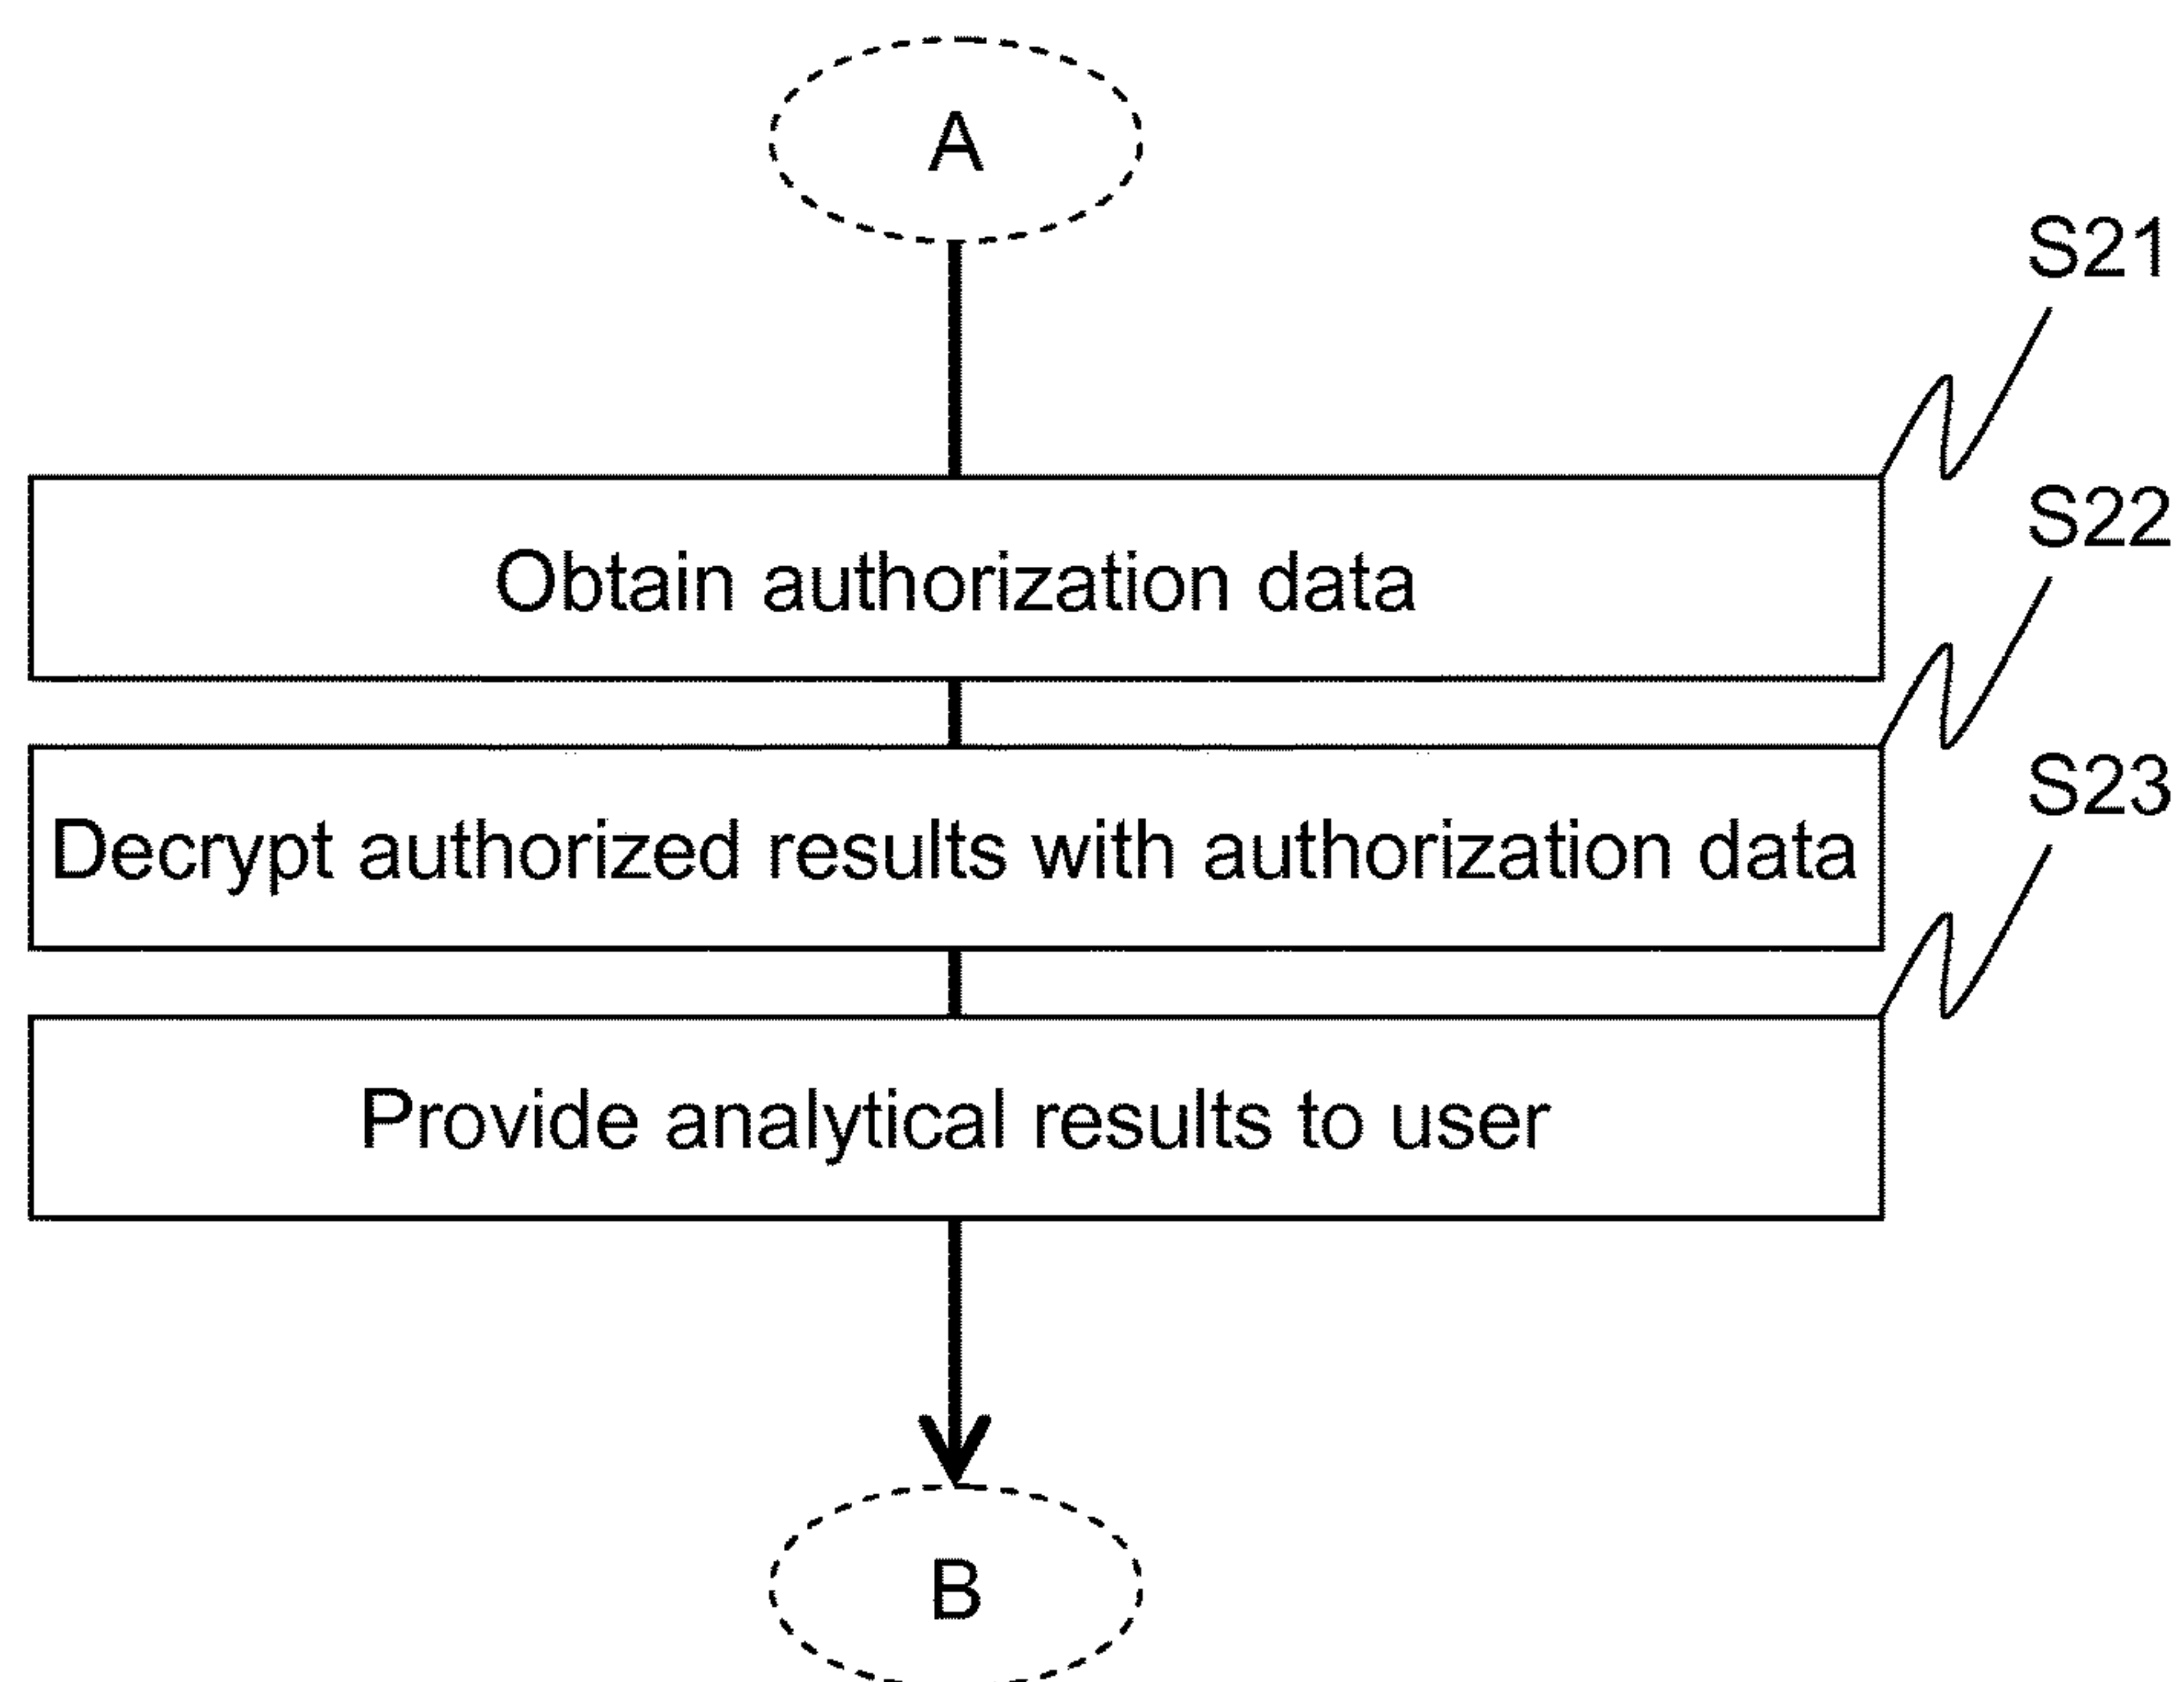 A
S21
Obtain authorization data
S22
Decrypt authorized results with authorization data
S23
Provide analytical results to user
B